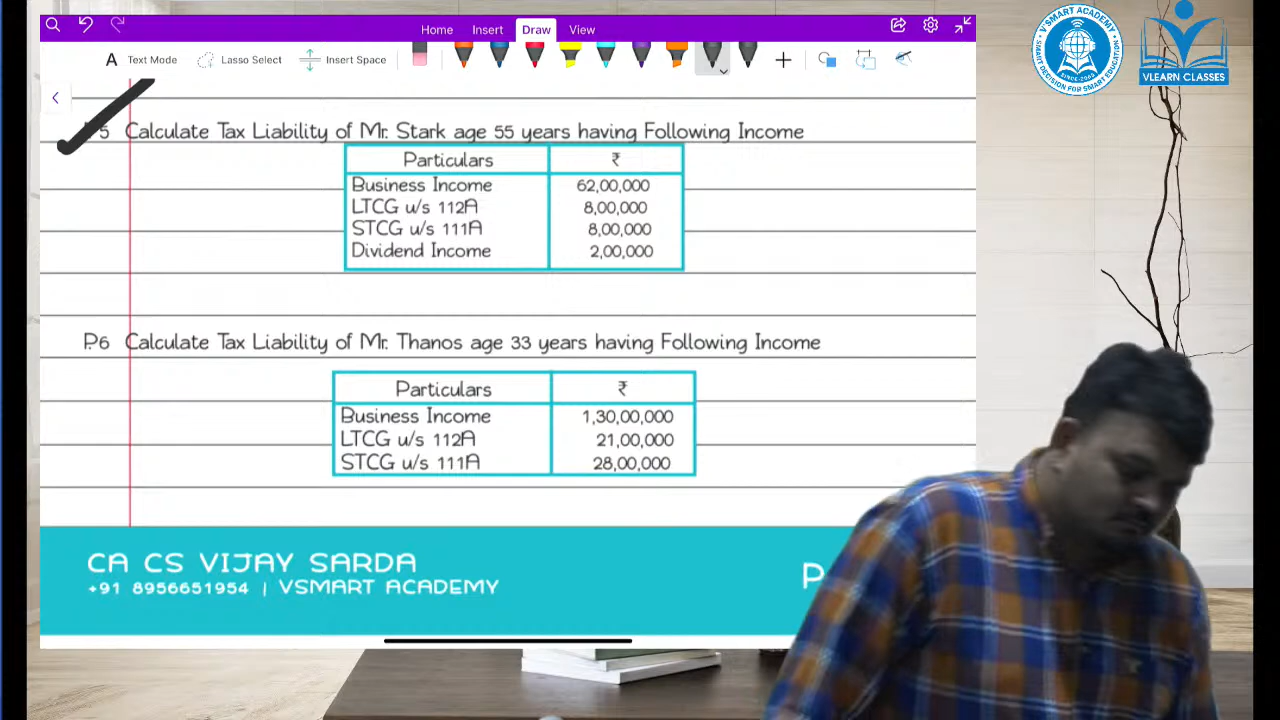 Home Insert Draw View
Text Mode Lasso Select Insert Space
5 Calculate Tax Liability of Mr. Stark age 55 years having Following Income
Particulars ₹
Business Income 62,00,000
LTCG u/s 112A 8,00,000
STCG u/s 111A 8,00,000
Dividend Income 2,00,000
P.6 Calculate Tax Liability of Mr. Thanos age 33 years having Following Income
Particulars ₹
Business Income 1,30,00,000
LTCG u/s 112A 21,00,000
STCG u/s 111A 28,00,000
CA CS VIJAY SARDA
+91 8956651954 | VSMART ACADEMY
VLEARN CLASSES